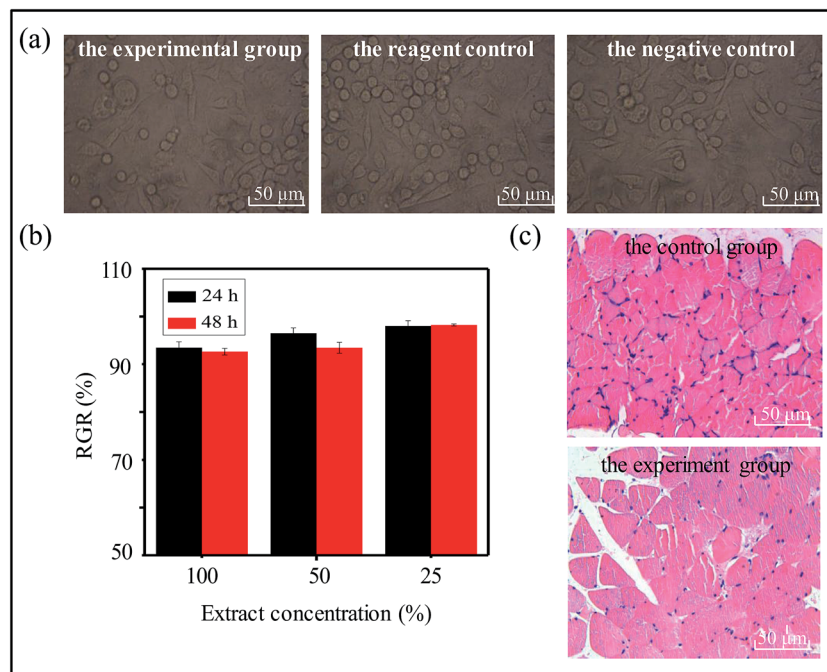 (a)
the experimental group
the reagent control
the negative control
50 μm
50 μm
50 μm
(b)
110
90
70
50
RGR (%)
24 h
48 h
100
50
25
Extract concentration (%)
(c)
the control group
50 μm
the experiment group
50 μm